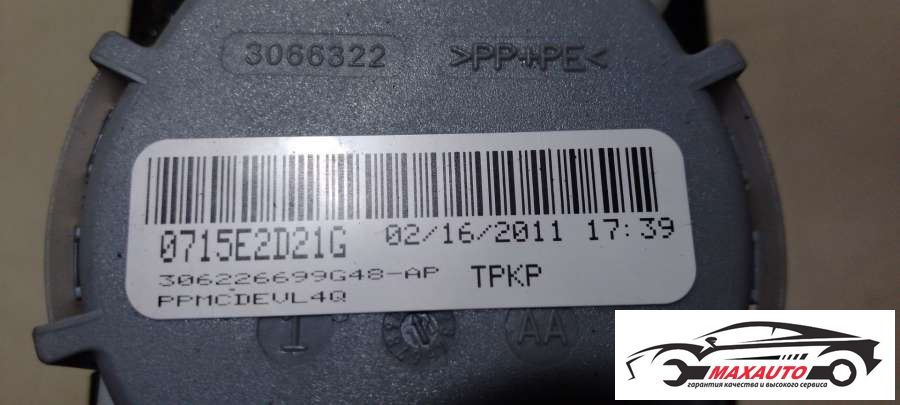 3066322 >PP+PE<
0715E2D21G 02/16/2011 17:39
306226699G48-AP TPKP
PPMCDEVL4Q
1 AA
MAXAUTO
гарантия качества и высокого сервиса